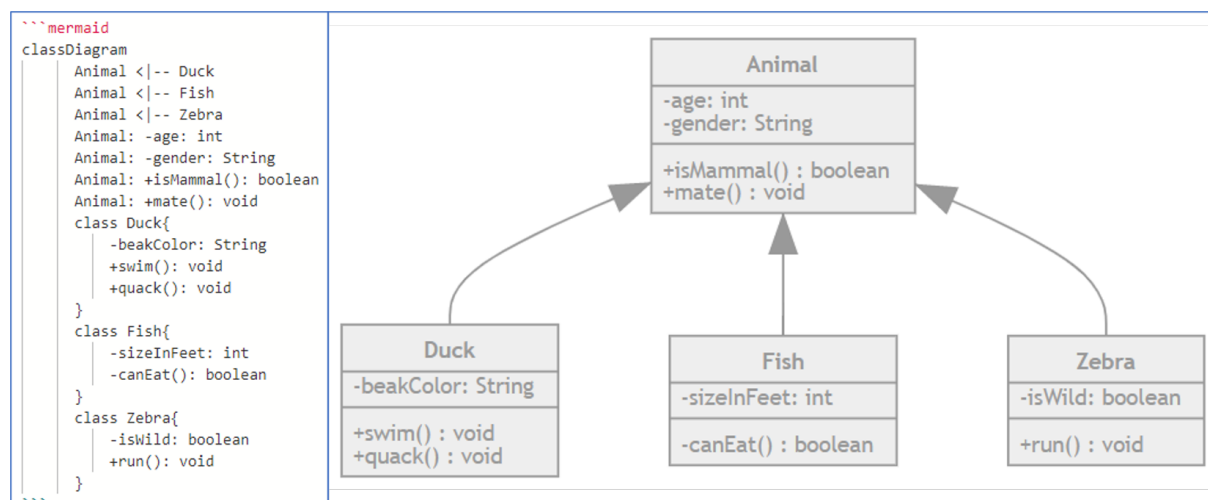 ```mermaid
classDiagram
Animal <|-- Duck
Animal <|-- Fish
Animal <|-- Zebra
Animal: -age: int
Animal: -gender: String
Animal: +isMammal(): boolean
Animal: +mate(): void
class Duck{
-beakColor: String
+swim(): void
+quack(): void
}
class Fish{
-sizeInFeet: int
-canEat(): boolean
}
class Zebra{
-isWild: boolean
+run(): void
}
```
Animal
-age: int
-gender: String
+isMammal() : boolean
+mate() : void
Duck
-beakColor: String
+swim() : void
+quack() : void
Fish
-sizeInFeet: int
-canEat() : boolean
Zebra
-isWild: boolean
+run() : void